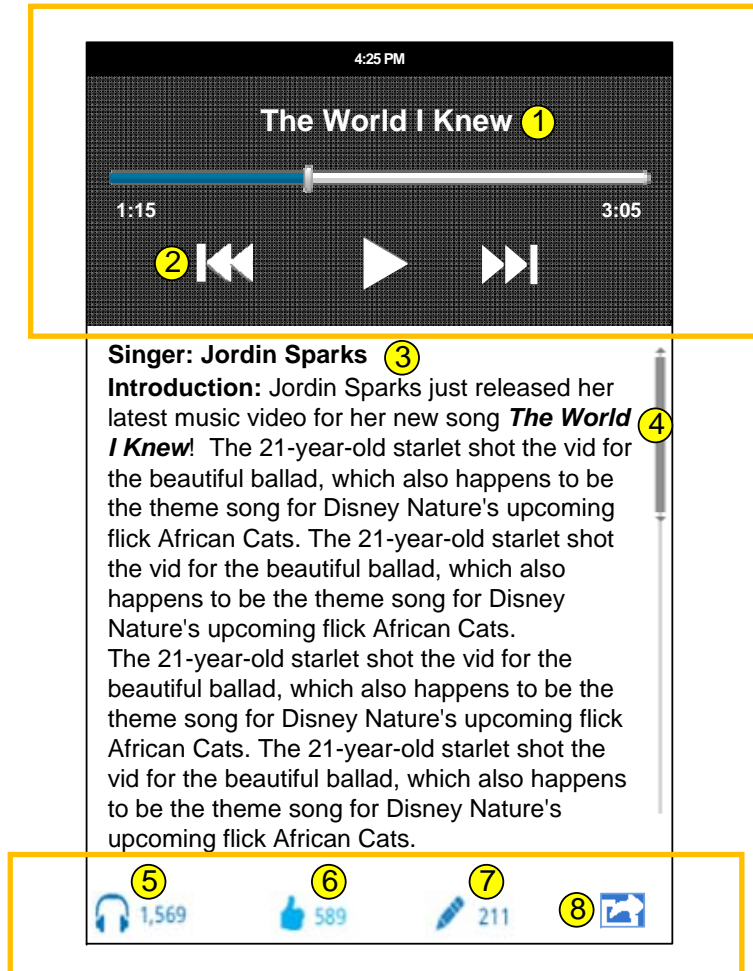 4:25 PM
The World I Knew 1
1:15 3:05
2
Singer: Jordin Sparks 3
Introduction: Jordin Sparks just released her
latest music video for her new song The World 4
I Knew!  The 21-year-old starlet shot the vid for
the beautiful ballad, which also happens to be
the theme song for Disney Nature's upcoming
flick African Cats. The 21-year-old starlet shot
the vid for the beautiful ballad, which also
happens to be the theme song for Disney
Nature's upcoming flick African Cats.
The 21-year-old starlet shot the vid for the
beautiful ballad, which also happens to be the
theme song for Disney Nature's upcoming flick
African Cats. The 21-year-old starlet shot the
vid for the beautiful ballad, which also happens
to be the theme song for Disney Nature's
upcoming flick African Cats.
5 6 7
1,569 589 211 8